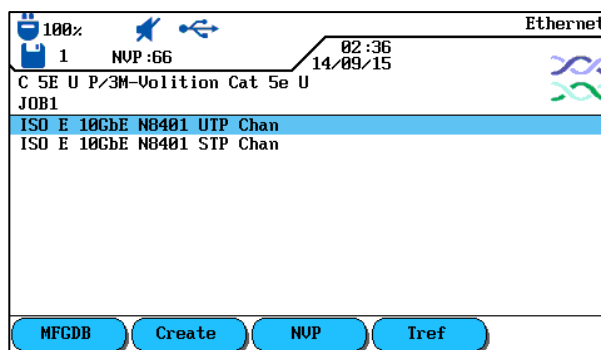 100% Ethernet
1 NVP:66 02:36
14/09/15
C 5E U P/3M-Volition Cat 5e U
JOB1
ISO E 10GbE N8401 UTP Chan
ISO E 10GbE N8401 STP Chan
MFGDB Create NVP Tref